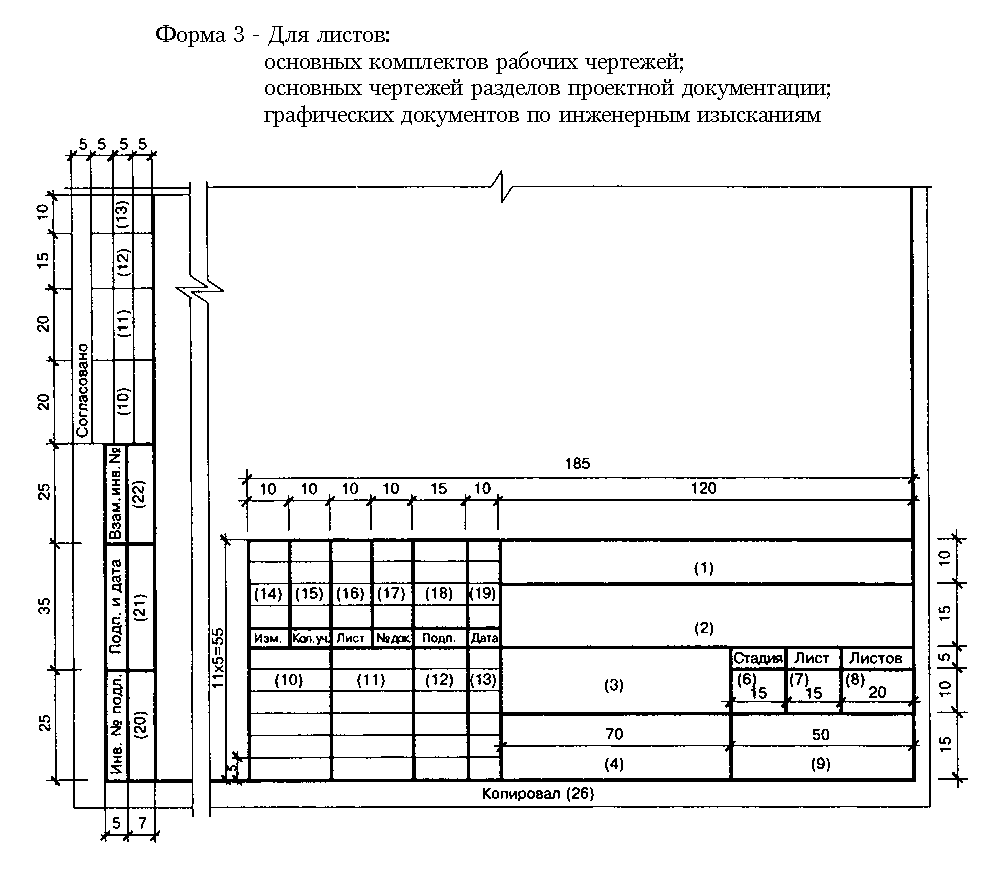 Форма 3 - Для листов:
основных комплектов рабочих чертежей;
основных чертежей разделов проектной документации;
графических документов по инженерным изысканиям
5 5 5 5
10
(13)
15
(12)
20
(11)
20
(10)
Согласовано
25
Взам. инв. №
(22)
35
Подп. и дата
(21)
25
Инв. № подл.
(20)
5 7
185
10 10 10 10 15 10 120
11x5=55
5
(14) (15) (16) (17) (18) (19)
Изм. Кол.уч. Лист №док. Подп. Дата
(10) (11) (12) (13)
(1)
(2)
(3)
Стадия Лист Листов
(6) (7) (8)
15 15 20
70 50
(4) (9)
10
15
5
10
15
Копировал (26)